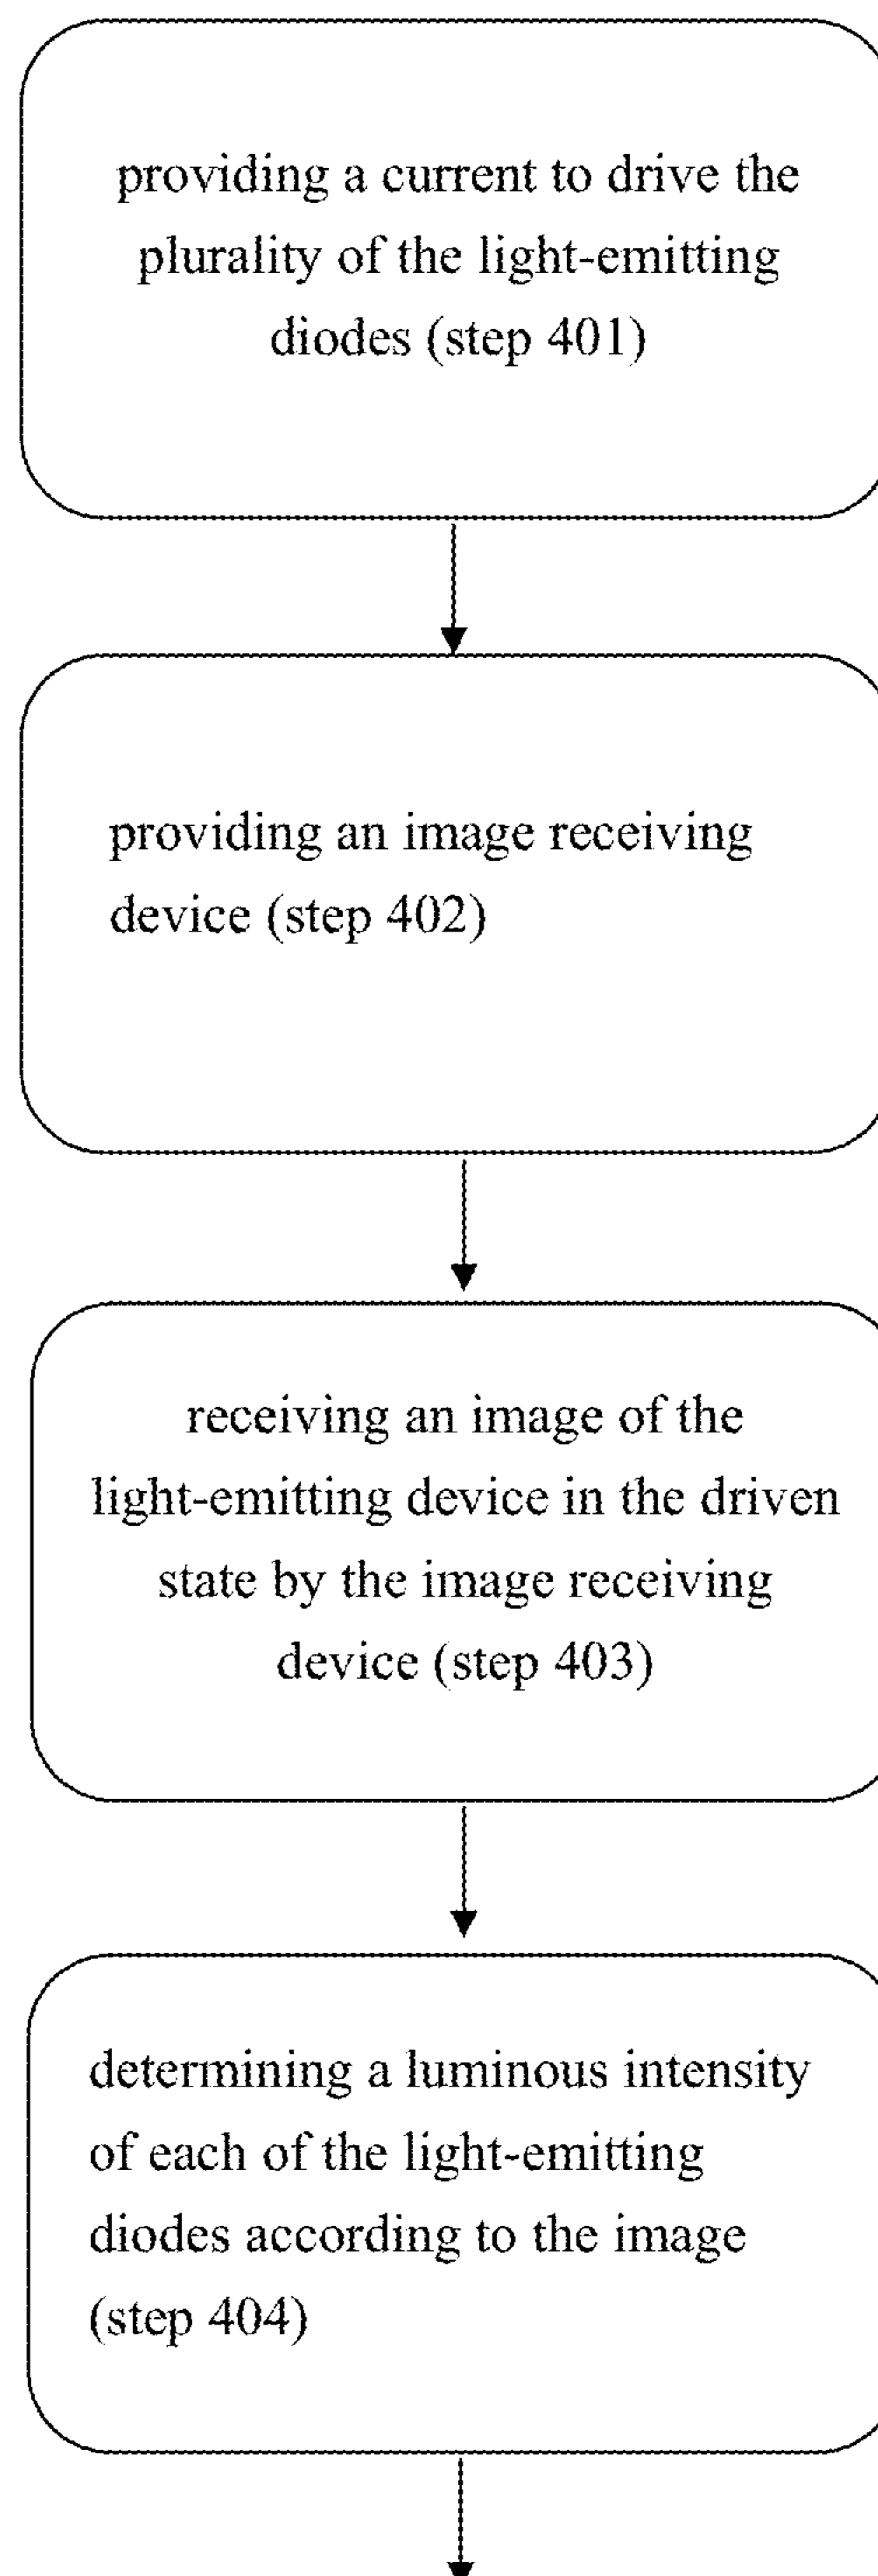 providing a current to drive the
plurality of the light-emitting
diodes (step 401)
providing an image receiving
device (step 402)
receiving an image of the
light-emitting device in the driven
state by the image receiving
device (step 403)
determining a luminous intensity
of each of the light-emitting
diodes according to the image
(step 404)